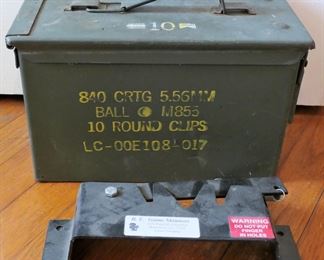 10
840 CRTG 5.56MM
BALL M855
10 ROUND CLIPS
LC-00E108-017
WARNING
DO NOT PUT
FINGER
IN HOLES